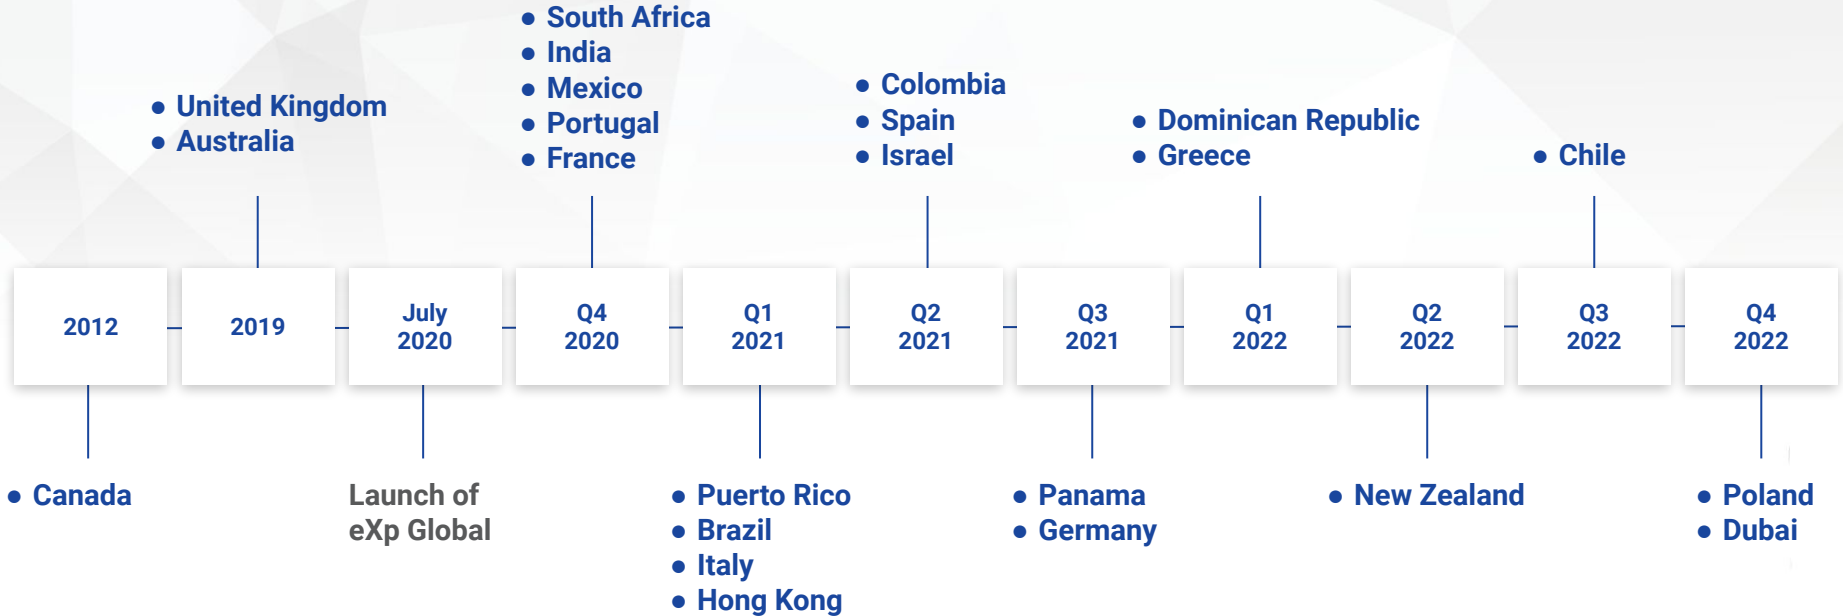 ● South Africa
● India
● Mexico
● Portugal
● France
● United Kingdom
● Australia
● Colombia
● Spain
● Israel
● Dominican Republic
● Greece
● Chile
2012
2019
July
2020
Q4
2020
Q1
2021
Q2
2021
Q3
2021
Q1
2022
Q2
2022
Q3
2022
Q4
2022
● Canada
Launch of
eXp Global
● Puerto Rico
● Brazil
● Italy
● Hong Kong
● Panama
● Germany
● New Zealand
● Poland
● Dubai